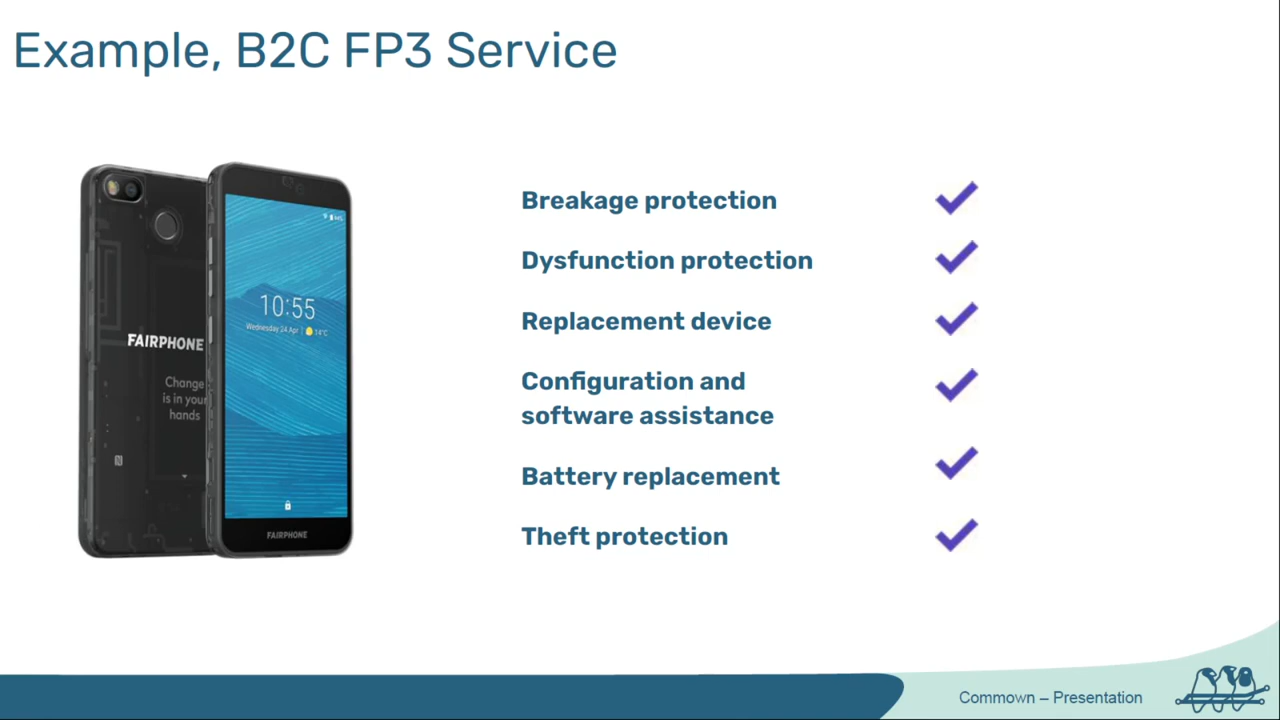 Example, B2C FP3 Service
FAIRPHONE
Change
is in your
hands
10:55
Wednesday 24 Apr
14°C
FAIRPHONE
Breakage protection
Dysfunction protection
Replacement device
Configuration and
software assistance
Battery replacement
Theft protection
Commown – Presentation